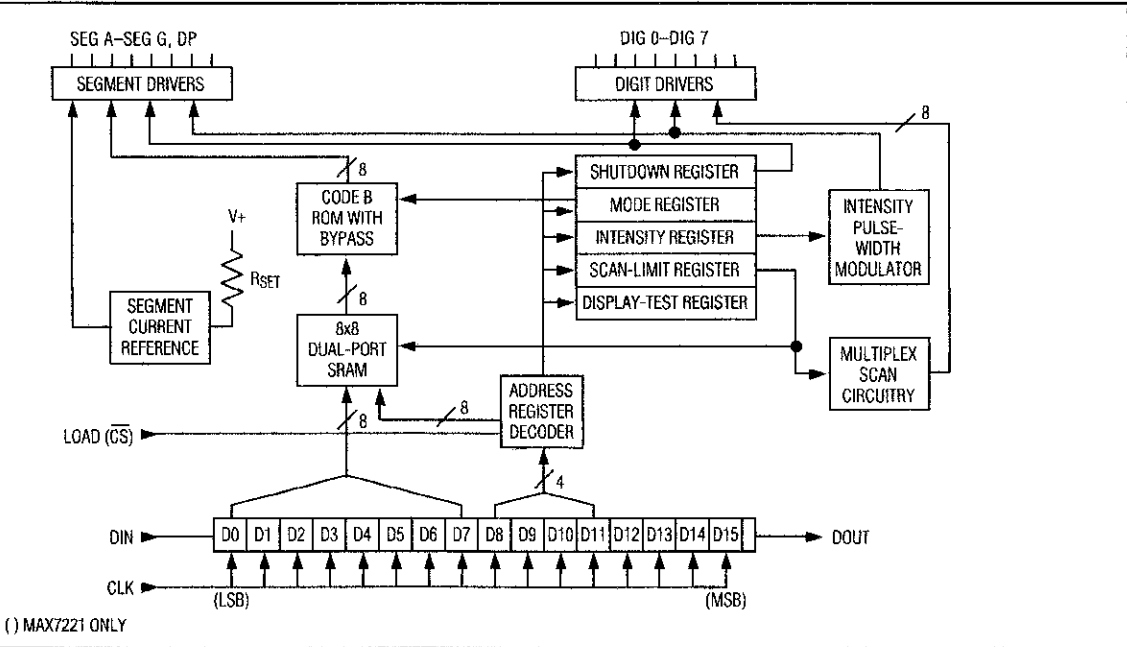 SEG A–SEG G, DP
SEGMENT DRIVERS
DIG 0–DIG 7
DIGIT DRIVERS
8
8
CODE B
ROM WITH
BYPASS
SHUTDOWN REGISTER
MODE REGISTER
INTENSITY REGISTER
SCAN-LIMIT REGISTER
DISPLAY-TEST REGISTER
INTENSITY
PULSE-
WIDTH
MODULATOR
V+
RSET
SEGMENT
CURRENT
REFERENCE
8
8x8
DUAL-PORT
SRAM
MULTIPLEX
SCAN
CIRCUITRY
ADDRESS
REGISTER
DECODER
8
8
LOAD (C̅S̅)
4
DIN
D0 D1 D2 D3 D4 D5 D6 D7 D8 D9 D10 D11 D12 D13 D14 D15
DOUT
CLK
(LSB)
(MSB)
( ) MAX7221 ONLY